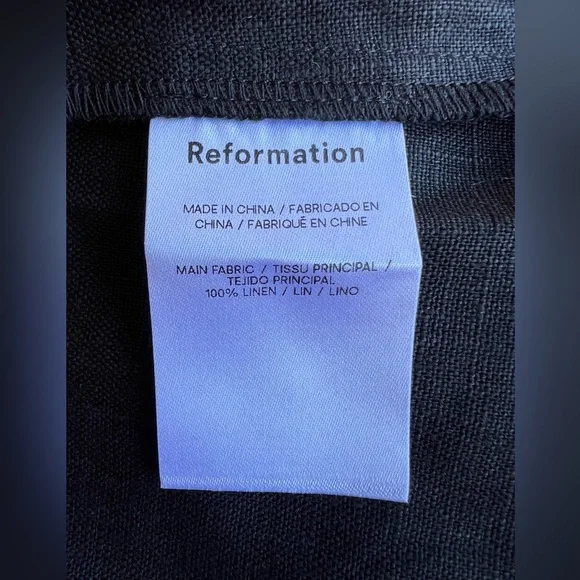 Reformation
MADE IN CHINA / FABRICADO EN
CHINA / FABRIQUÉ EN CHINE
MAIN FABRIC / TISSU PRINCIPAL /
TEJIDO PRINCIPAL
100% LINEN / LIN / LINO